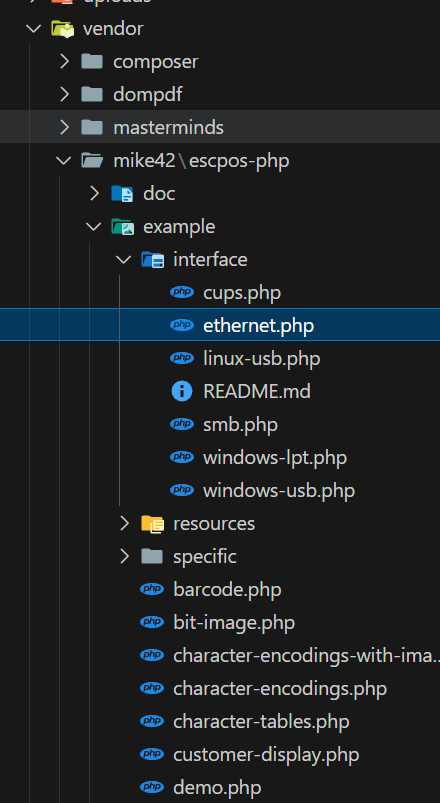 vendor
composer
dompdf
masterminds
mike42\escpos-php
doc
example
interface
cups.php
ethernet.php
linux-usb.php
README.md
smb.php
windows-lpt.php
windows-usb.php
resources
specific
barcode.php
bit-image.php
character-encodings-with-ima...
character-encodings.php
character-tables.php
customer-display.php
demo.php